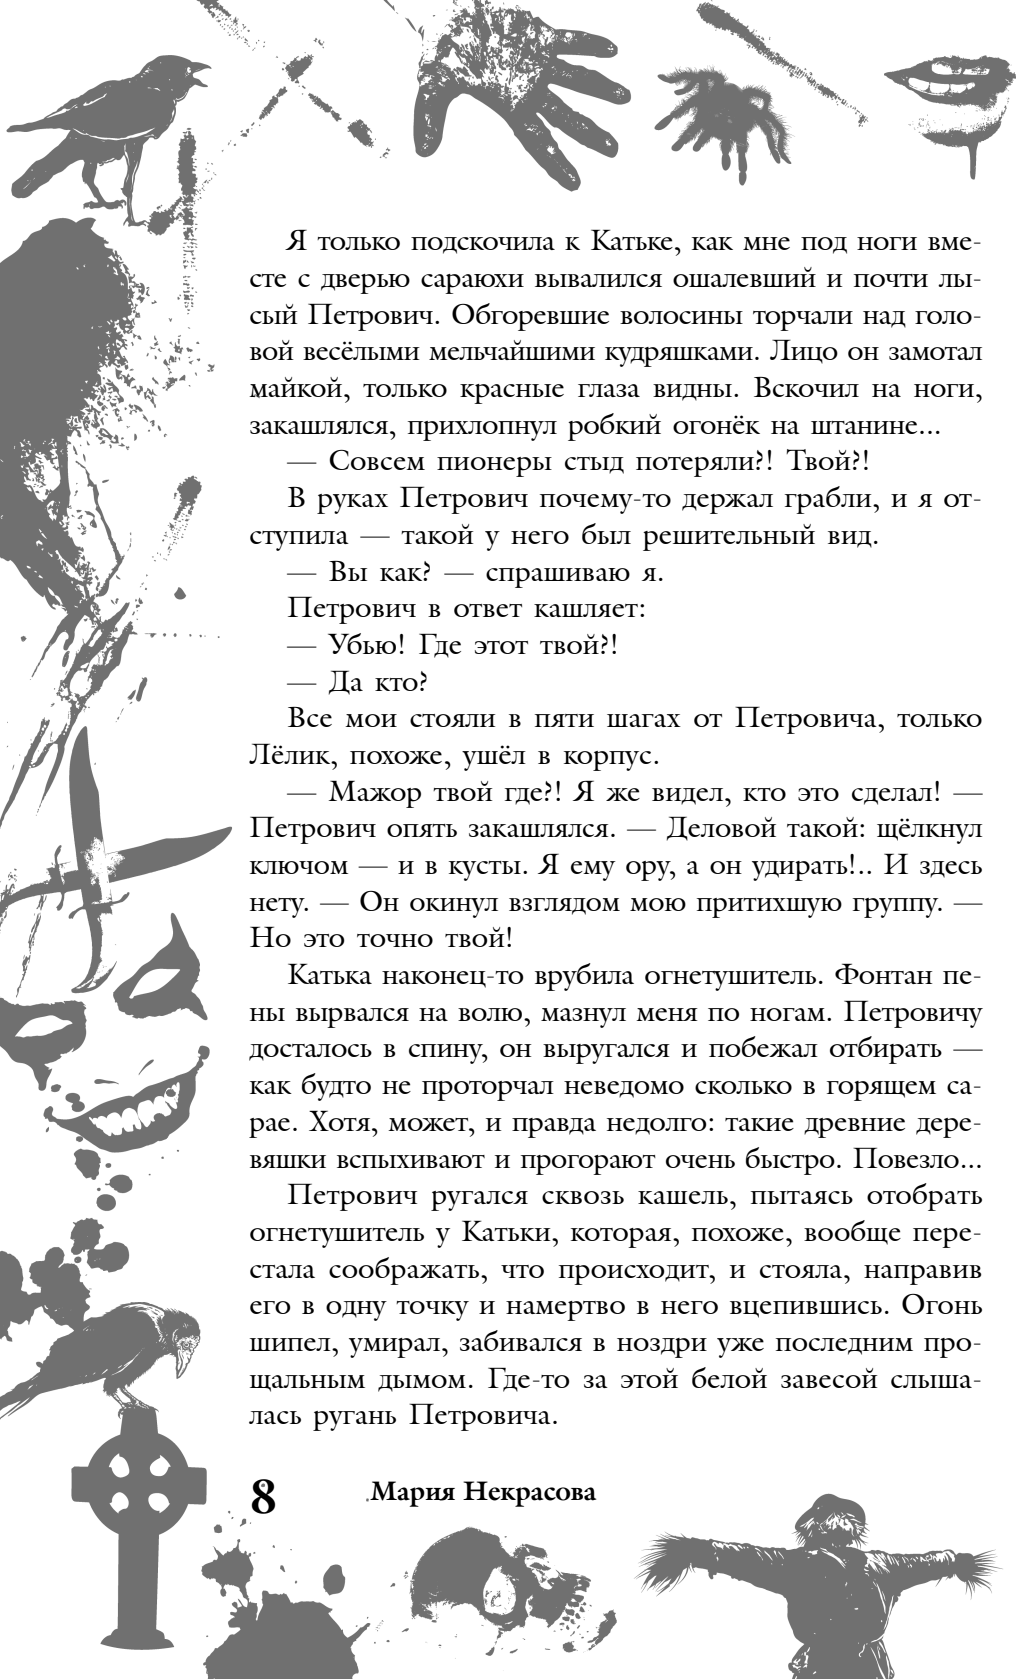 Я только подскочила к Катьке, как мне под ноги вме-
сте с дверью сараюхи вывалился ошалевший и почти лы-
сый Петрович. Обгоревшие волосины торчали над голо-
вой весёлыми мельчайшими кудряшками. Лицо он замотал
майкой, только красные глаза видны. Вскочил на ноги,
закашлялся, прихлопнул робкий огонёк на штанине...
— Совсем пионеры стыд потеряли?! Твой?!
В руках Петрович почему-то держал грабли, и я от-
ступила — такой у него был решительный вид.
— Вы как? — спрашиваю я.
Петрович в ответ кашляет:
— Убью! Где этот твой?!
— Да кто?
Все мои стояли в пяти шагах от Петровича, только
Лёлик, похоже, ушёл в корпус.
— Мажор твой где?! Я же видел, кто это сделал! —
Петрович опять закашлялся. — Деловой такой: щёлкнул
ключом — и в кусты. Я ему ору, а он удирать!.. И здесь
нету. — Он окинул взглядом мою притихшую группу. —
Но это точно твой!
Катька наконец-то врубила огнетушитель. Фонтан пе-
ны вырвался на волю, мазнул меня по ногам. Петровичу
досталось в спину, он выругался и побежал отбирать —
как будто не проторчал неведомо сколько в горящем са-
рае. Хотя, может, и правда недолго: такие древние дере-
вяшки вспыхивают и прогорают очень быстро. Повезло...
Петрович ругался сквозь кашель, пытаясь отобрать
огнетушитель у Катьки, которая, похоже, вообще пере-
стала соображать, что происходит, и стояла, направив
его в одну точку и намертво в него вцепившись. Огонь
шипел, умирал, забивался в ноздри уже последним про-
щальным дымом. Где-то за этой белой завесой слыша-
лась ругань Петровича.
8 Мария Некрасова